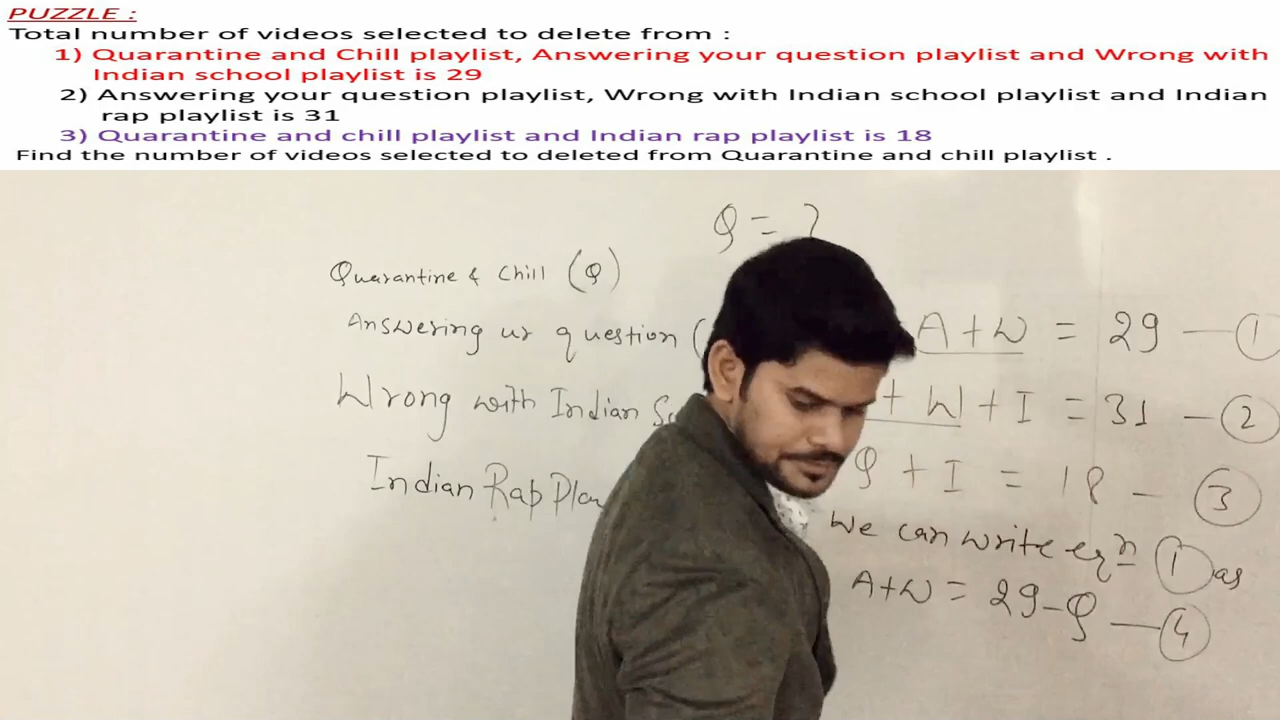 PUZZLE :
Total number of videos selected to delete from :
1) Quarantine and Chill playlist, Answering your question playlist and Wrong with
Indian school playlist is 29
2) Answering your question playlist, Wrong with Indian school playlist and Indian
rap playlist is 31
3) Quarantine and chill playlist and Indian rap playlist is 18
Find the number of videos selected to deleted from Quarantine and chill playlist .
Q = ?
Quarantine & Chill (Q)
Answering ur question (
A + W = 29 — 1
Wrong with Indian Sc
+ W + I = 31 — 2
Indian Rap Play
Q + I = 18 — 3
We can write eqn 1 as
A+W = 29-Q — 4